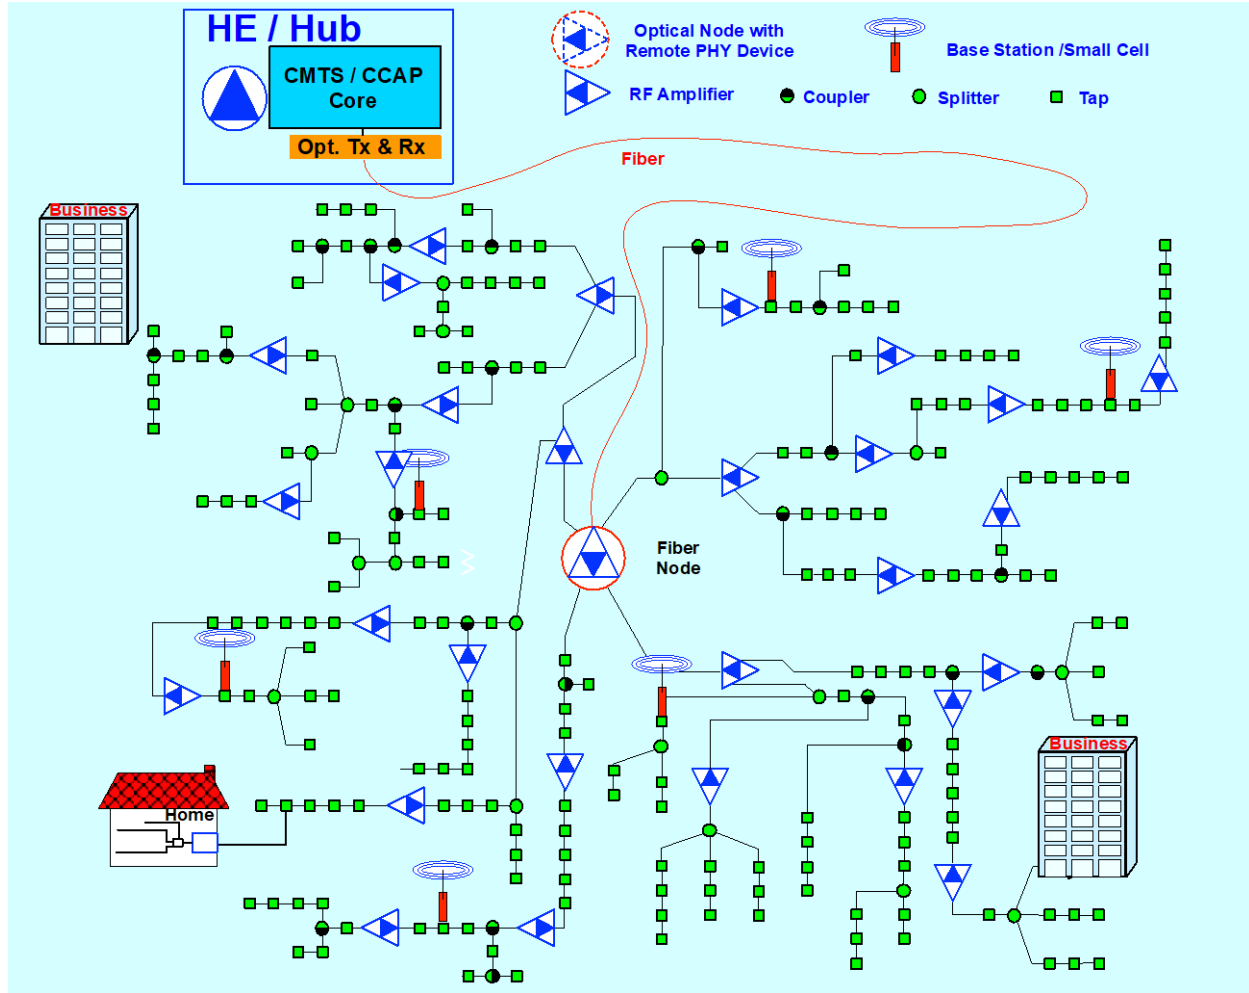 HE / Hub
CMTS / CCAP
Core
Opt. Tx & Rx
Optical Node with
Remote PHY Device
Base Station /Small Cell
RF Amplifier
Coupler
Splitter
Tap
Fiber
Business
Fiber
Node
Business
Home